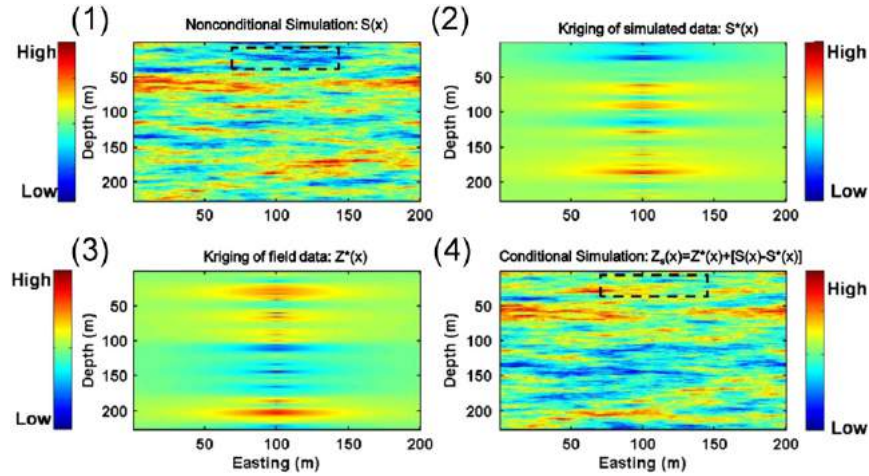 (1)
Nonconditional Simulation: S(x)
High
Low
Depth (m)
50
100
150
200
50 100 150 200
(2)
Kriging of simulated data: S*(x)
High
Low
Depth (m)
50
100
150
200
50 100 150 200
(3)
Kriging of field data: Z*(x)
High
Low
Depth (m)
50
100
150
200
50 100 150 200
Easting (m)
(4)
Conditional Simulation: Zs(x)=Z*(x)+[S(x)-S*(x)]
High
Low
Depth (m)
50
100
150
200
50 100 150 200
Easting (m)